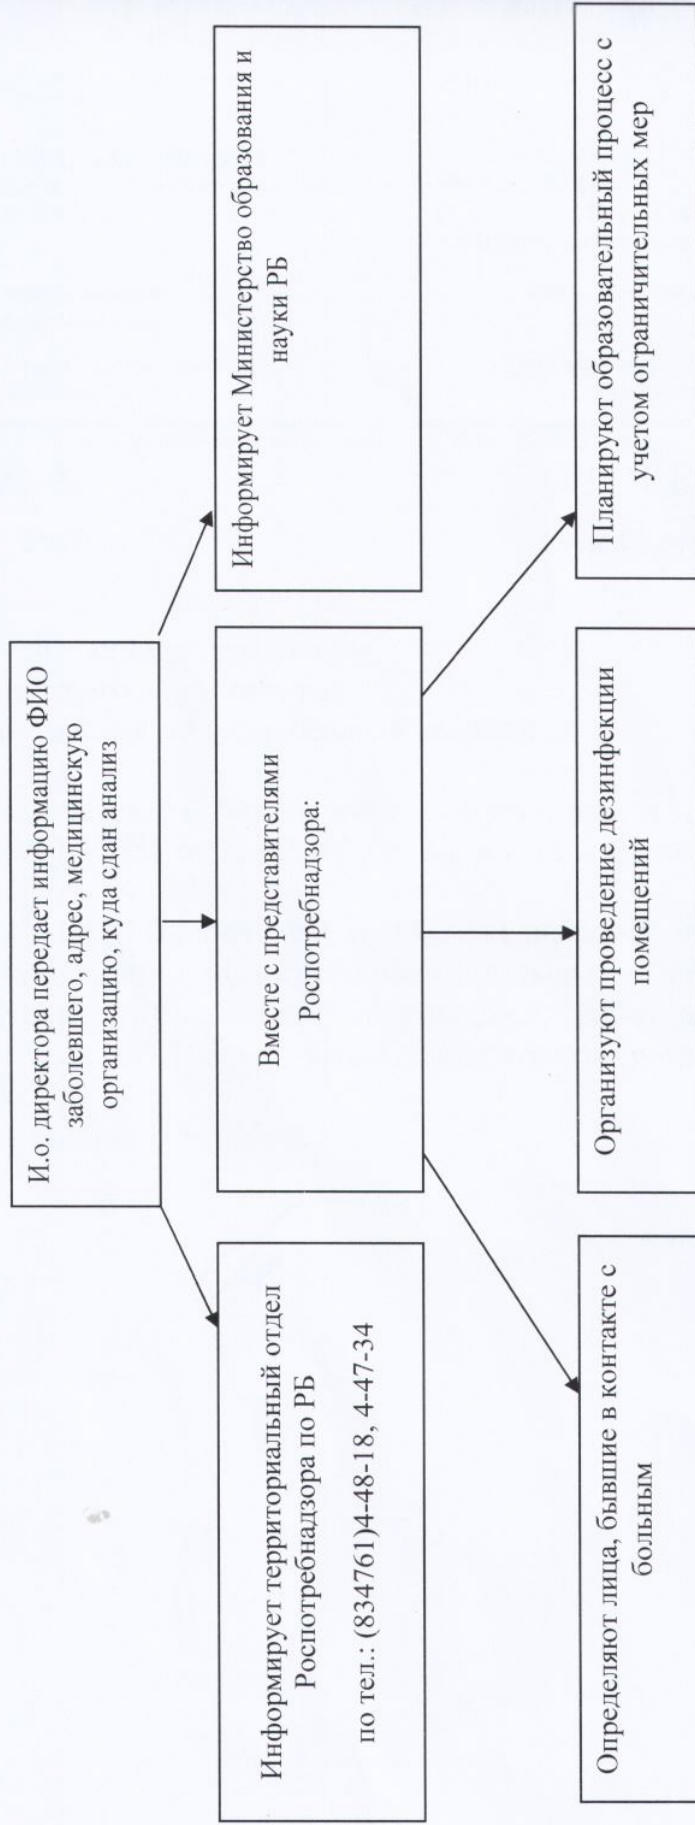 И.о. директора передает информацию ФИО
заболевшего, адрес, медицинскую
организацию, куда сдан анализ
Информирует территориальный отдел
Роспотребнадзора по РБ
по тел.: (834761)4-48-18, 4-47-34
Вместе с представителями
Роспотребнадзора:
Информирует Министерство образования и
науки РБ
Определяют лица, бывшие в контакте с
больным
Организуют проведение дезинфекции
помещений
Планируют образовательный процесс с
учетом ограничительных мер